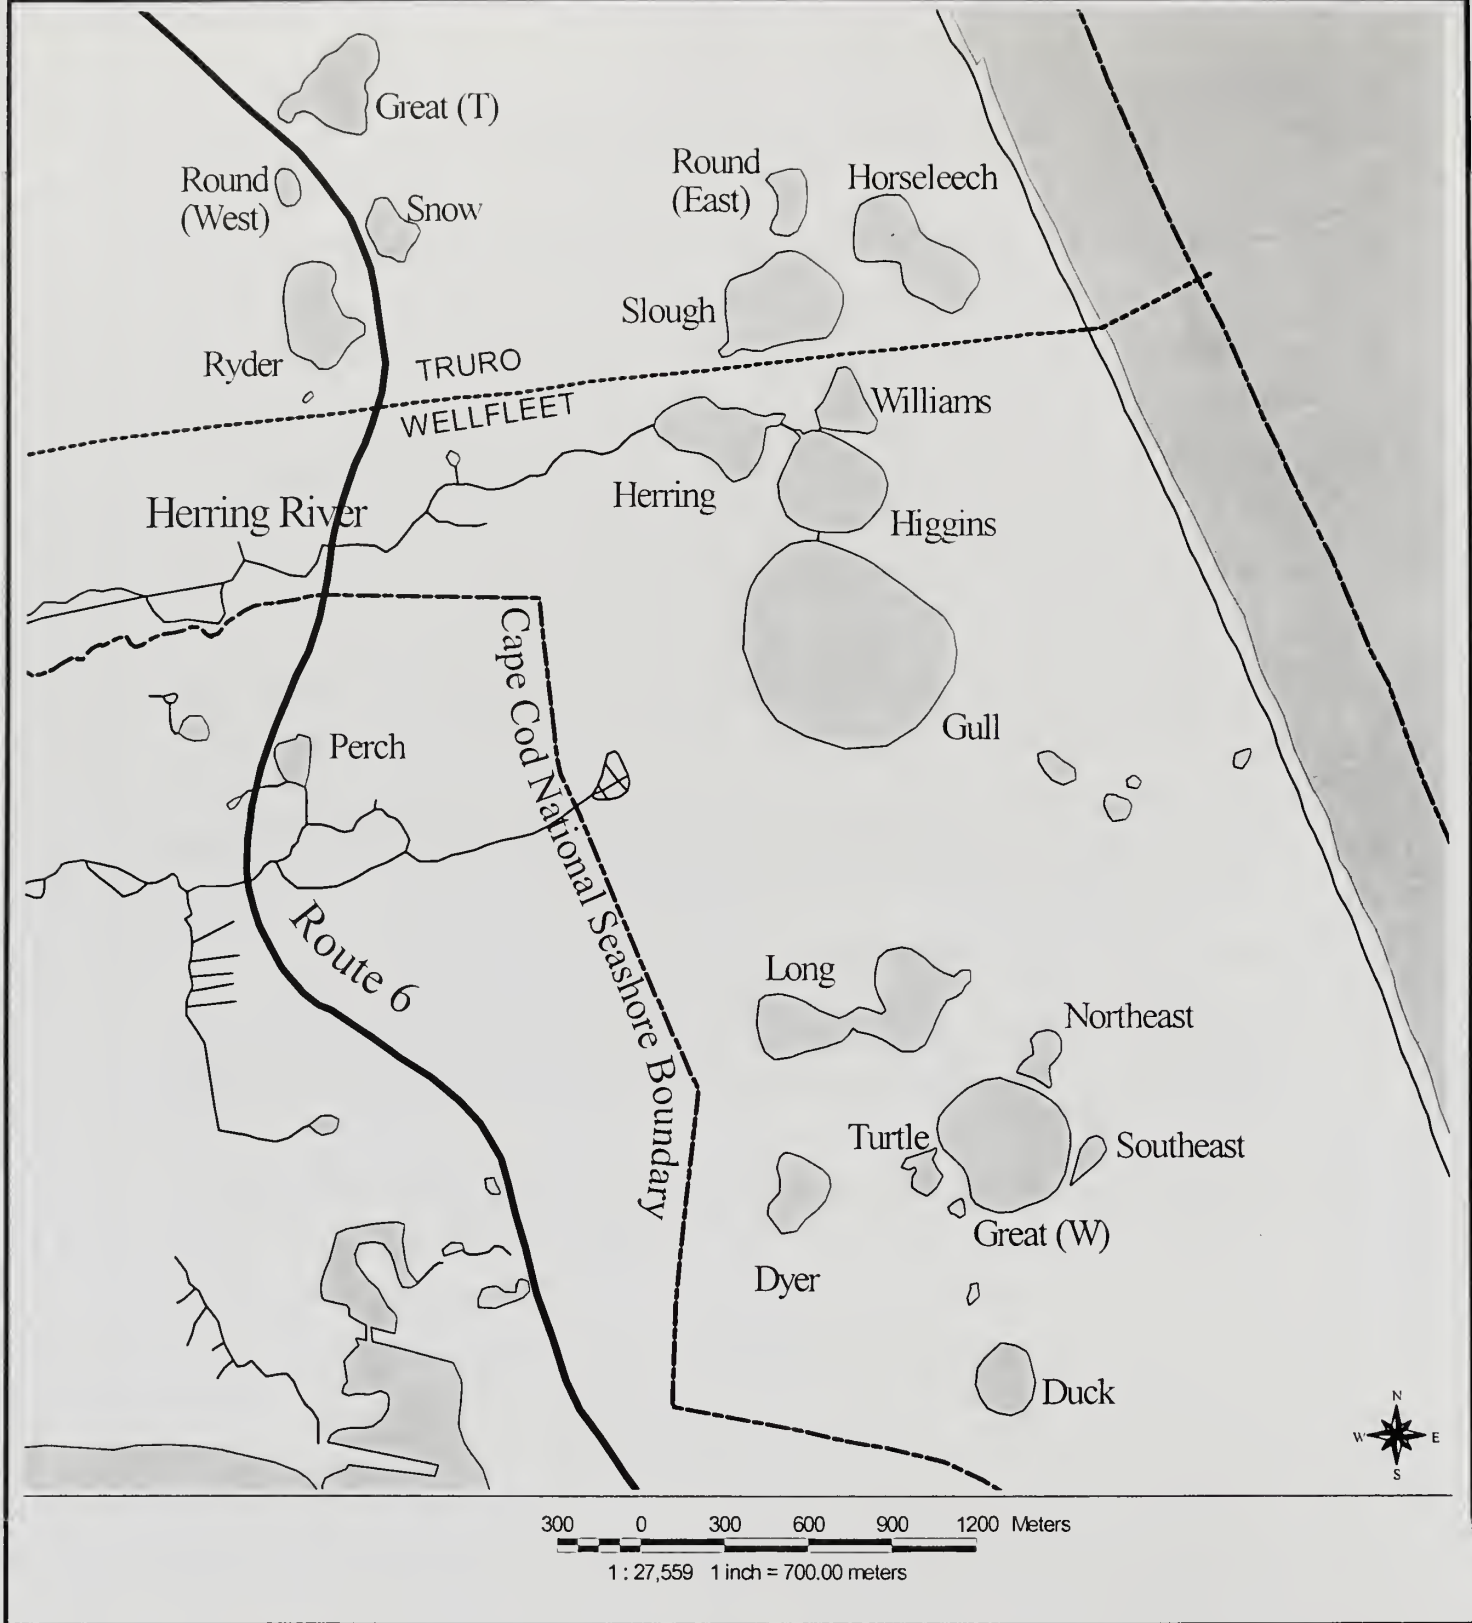 Great (T)
Round
(West)
Snow
Round
(East)
Horseleech
Slough
Ryder
TRURO
WELLFLEET
Williams
Herring
Herring River
Higgins
Cape Cod National Seashore Boundary
Gull
Perch
Route 6
Long
Northeast
Turtle
Southeast
Great (W)
Dyer
Duck
N
W E
S
300 0 300 600 900 1200 Meters
1 : 27,559 1 inch = 700.00 meters